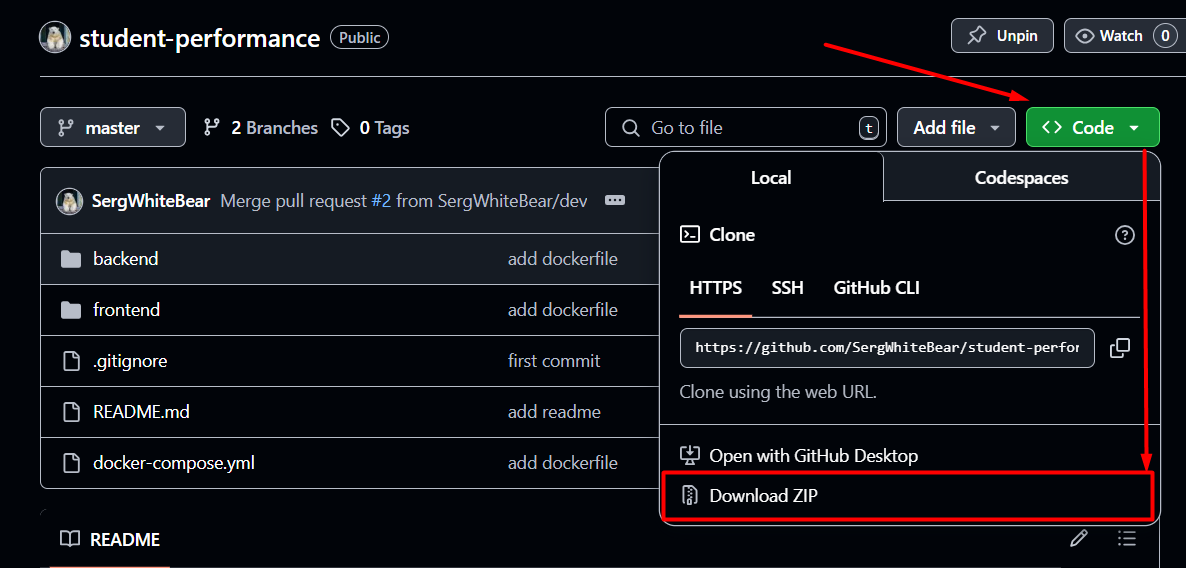 student-performance Public
Unpin
Watch 0
master
2 Branches
0 Tags
Go to file t
Add file
<> Code
SergWhiteBear Merge pull request #2 from SergWhiteBear/dev
backend add dockerfile
frontend add dockerfile
.gitignore first commit
README.md add readme
docker-compose.yml add dockerfile
README
Local
Codespaces
Clone
HTTPS SSH GitHub CLI
https://github.com/SergWhiteBear/student-perfor
Clone using the web URL.
Open with GitHub Desktop
Download ZIP